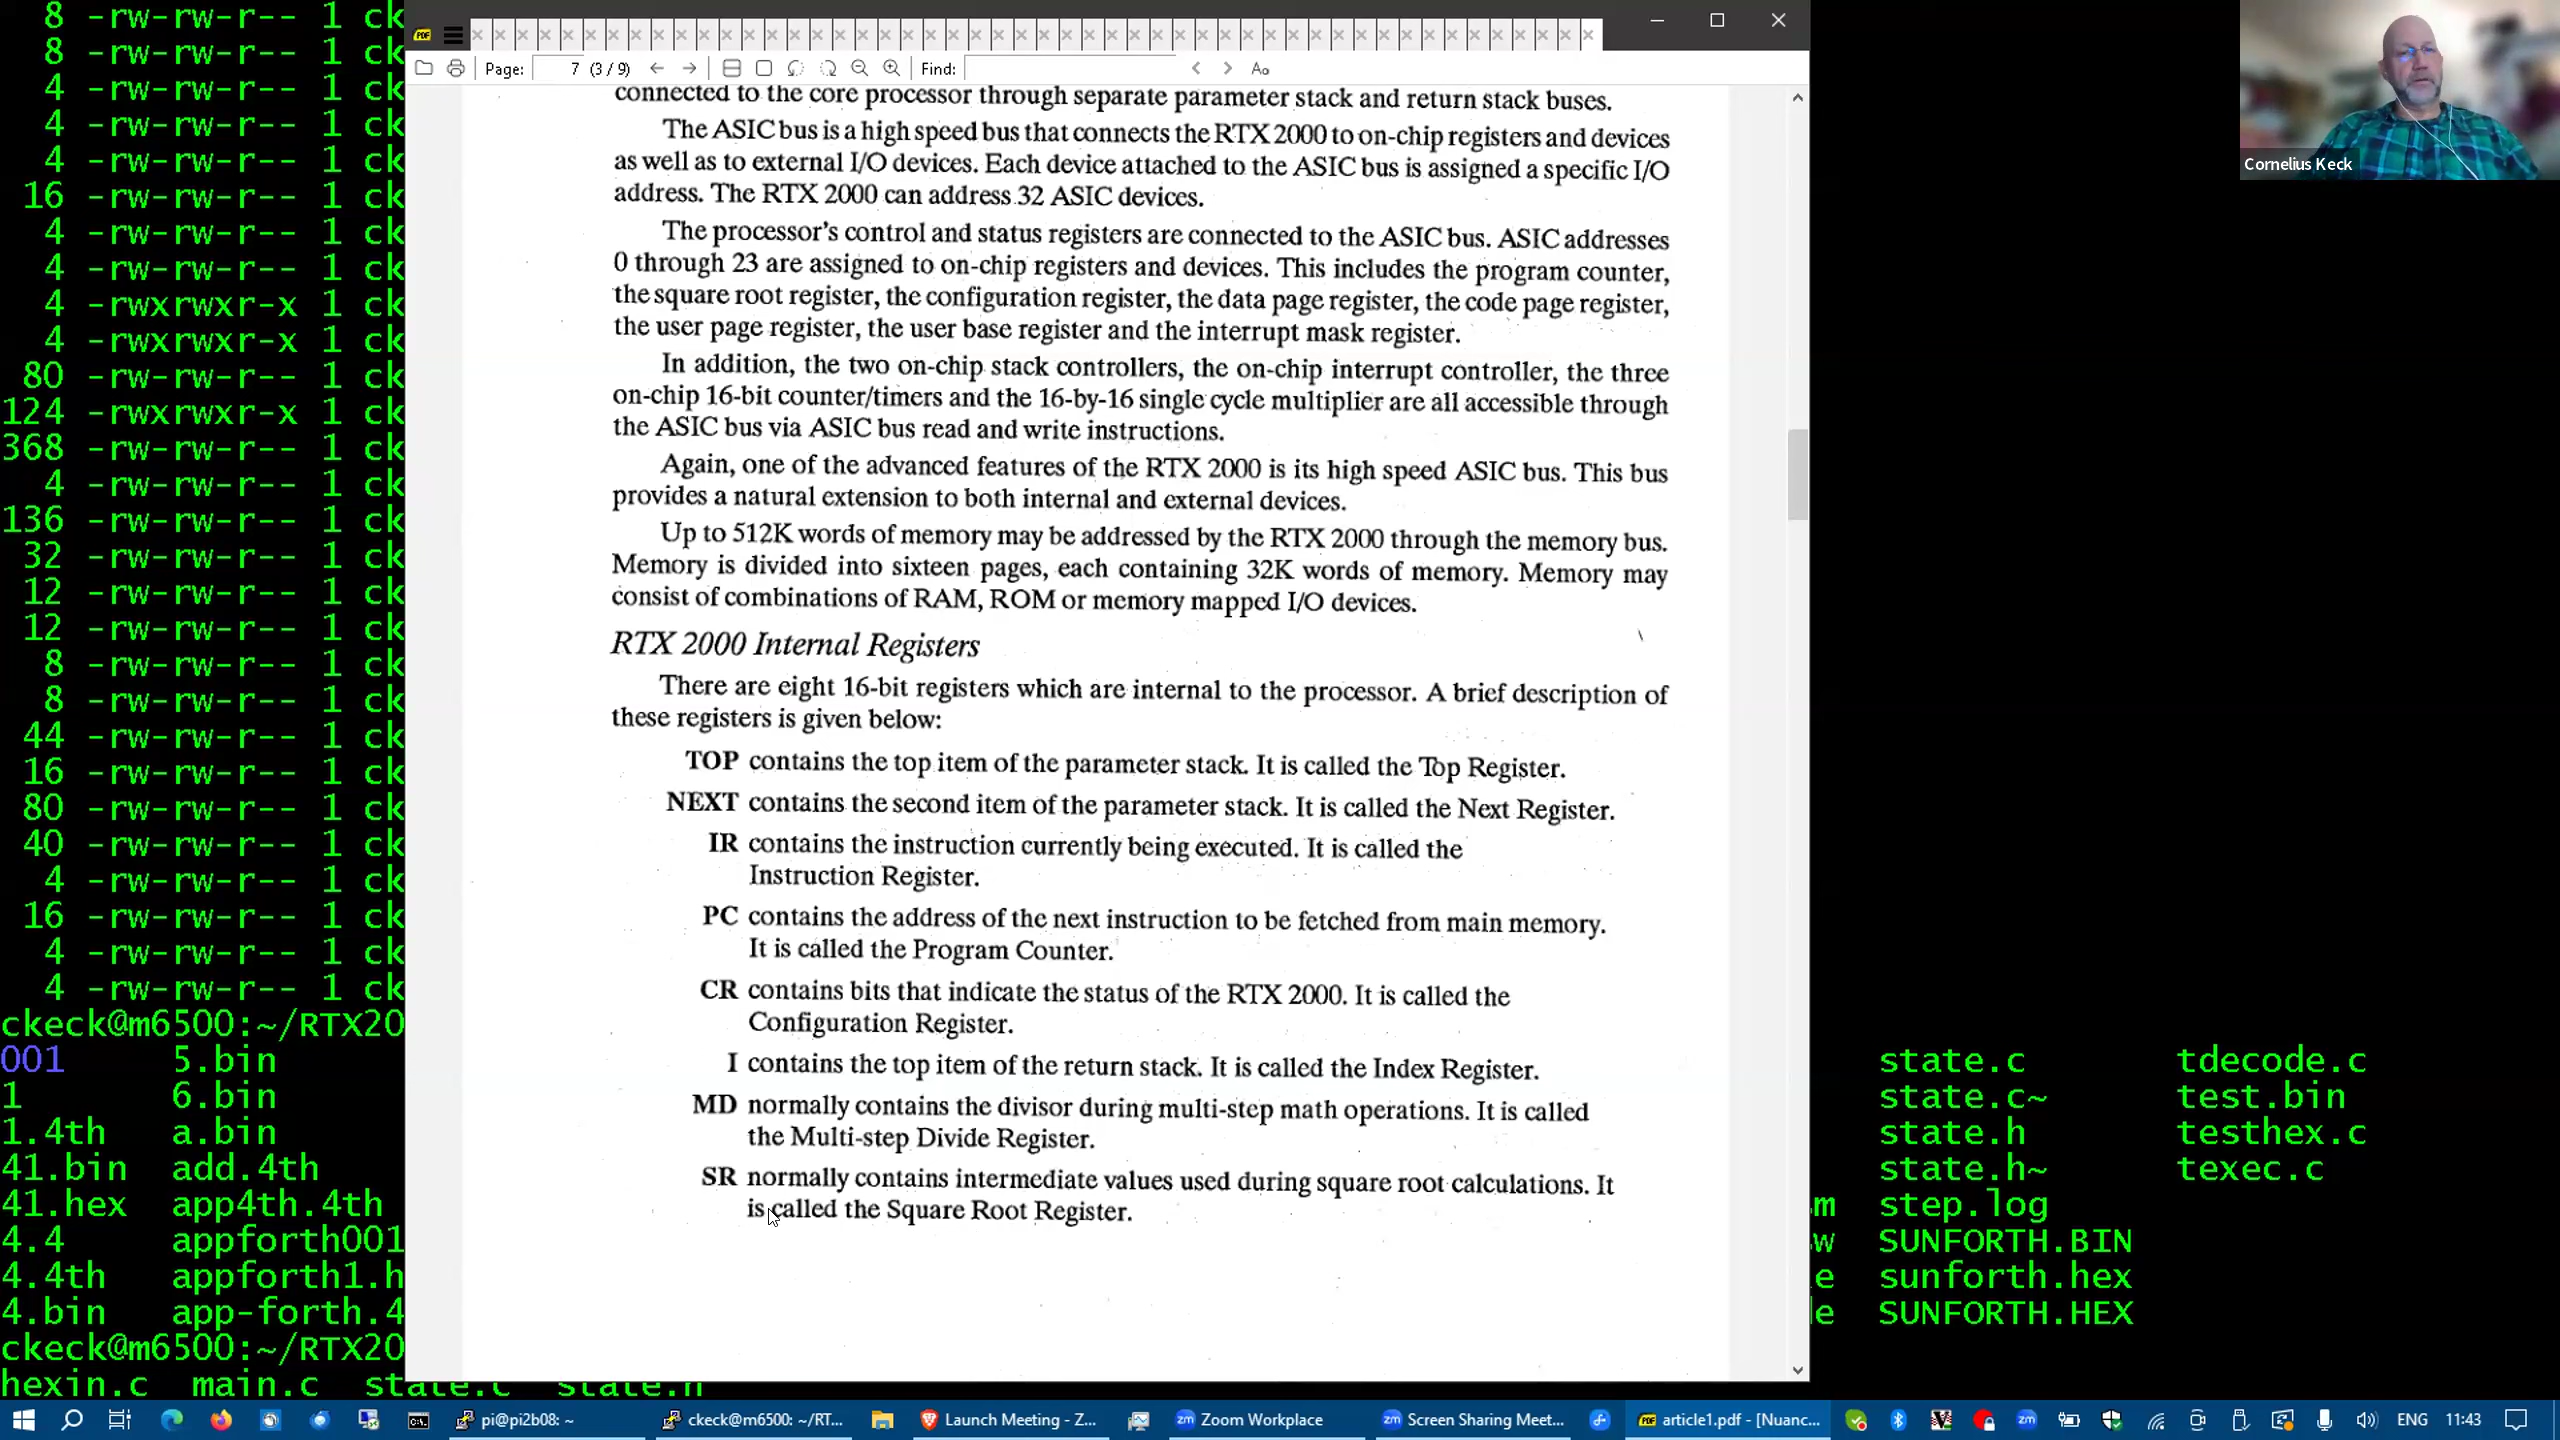 Page: 7 (3 / 9) Find: Aa
connected to the core processor through separate parameter stack and return stack buses.
The ASIC bus is a high speed bus that connects the RTX 2000 to on-chip registers and devices
as well as to external I/O devices. Each device attached to the ASIC bus is assigned a specific I/O
address. The RTX 2000 can address 32 ASIC devices.
The processor's control and status registers are connected to the ASIC bus. ASIC addresses
0 through 23 are assigned to on-chip registers and devices. This includes the program counter,
the square root register, the configuration register, the data page register, the code page register,
the user page register, the user base register and the interrupt mask register.
In addition, the two on-chip stack controllers, the on-chip interrupt controller, the three
on-chip 16-bit counter/timers and the 16-by-16 single cycle multiplier are all accessible through
the ASIC bus via ASIC bus read and write instructions.
Again, one of the advanced features of the RTX 2000 is its high speed ASIC bus. This bus
provides a natural extension to both internal and external devices.
Up to 512K words of memory may be addressed by the RTX 2000 through the memory bus.
Memory is divided into sixteen pages, each containing 32K words of memory. Memory may
consist of combinations of RAM, ROM or memory mapped I/O devices.
RTX 2000 Internal Registers
There are eight 16-bit registers which are internal to the processor. A brief description of
these registers is given below:
TOP contains the top item of the parameter stack. It is called the Top Register.
NEXT contains the second item of the parameter stack. It is called the Next Register.
IR contains the instruction currently being executed. It is called the
Instruction Register.
PC contains the address of the next instruction to be fetched from main memory.
It is called the Program Counter.
CR contains bits that indicate the status of the RTX 2000. It is called the
Configuration Register.
I contains the top item of the return stack. It is called the Index Register.
MD normally contains the divisor during multi-step math operations. It is called
the Multi-step Divide Register.
SR normally contains intermediate values used during square root calculations. It
is called the Square Root Register.
Cornelius Keck
8 -rw-rw-r-- 1 ck
8 -rw-rw-r-- 1 ck
4 -rw-rw-r-- 1 ck
4 -rw-rw-r-- 1 ck
4 -rw-rw-r-- 1 ck
16 -rw-rw-r-- 1 ck
4 -rw-rw-r-- 1 ck
4 -rw-rw-r-- 1 ck
4 -rwxrwxr-x 1 ck
4 -rwxrwxr-x 1 ck
80 -rw-rw-r-- 1 ck
124 -rwxrwxr-x 1 ck
368 -rw-rw-r-- 1 ck
4 -rw-rw-r-- 1 ck
136 -rw-rw-r-- 1 ck
32 -rw-rw-r-- 1 ck
12 -rw-rw-r-- 1 ck
12 -rw-rw-r-- 1 ck
8 -rw-rw-r-- 1 ck
8 -rw-rw-r-- 1 ck
44 -rw-rw-r-- 1 ck
16 -rw-rw-r-- 1 ck
80 -rw-rw-r-- 1 ck
40 -rw-rw-r-- 1 ck
4 -rw-rw-r-- 1 ck
16 -rw-rw-r-- 1 ck
4 -rw-rw-r-- 1 ck
4 -rw-rw-r-- 1 ck
ckeck@m6500:~/RTX20
001 5.bin state.c tdecode.c
1 6.bin state.c~ test.bin
1.4th a.bin state.h testhex.c
41.bin add.4th state.h~ texec.c
41.hex app4th.4th m step.log
4.4 appforth001 w SUNFORTH.BIN
4.4th appforth1.h e sunforth.hex
4.bin app-forth.4 e SUNFORTH.HEX
ckeck@m6500:~/RTX20
hexin.c main.c state.c state.h
pi@pi2b08: ~ ckeck@m6500: ~/RT... Launch Meeting - Z... Zoom Workplace Screen Sharing Meet... article1.pdf - [Nuanc... ENG 11:43